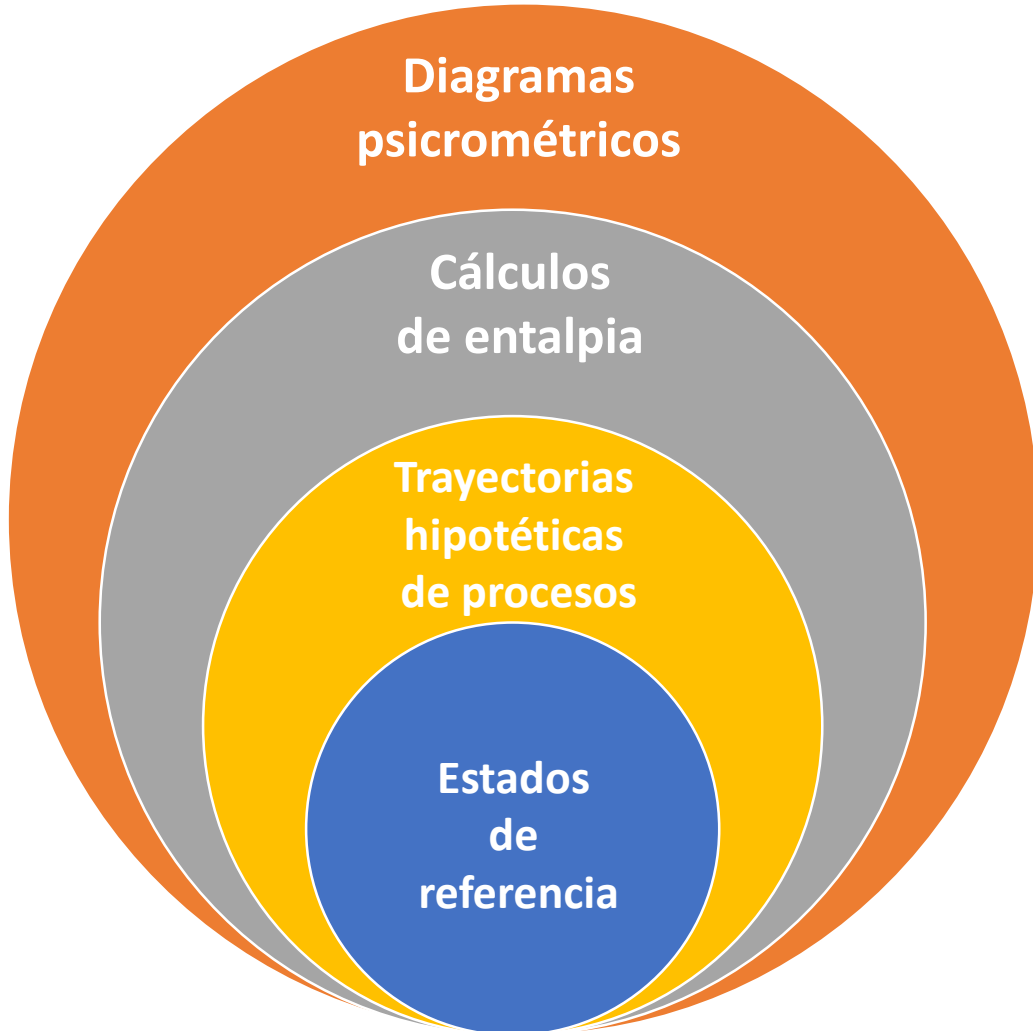 Diagramas
psicrométricos
Cálculos
de entalpia
Trayectorias
hipotéticas
de procesos
Estados
de
referencia